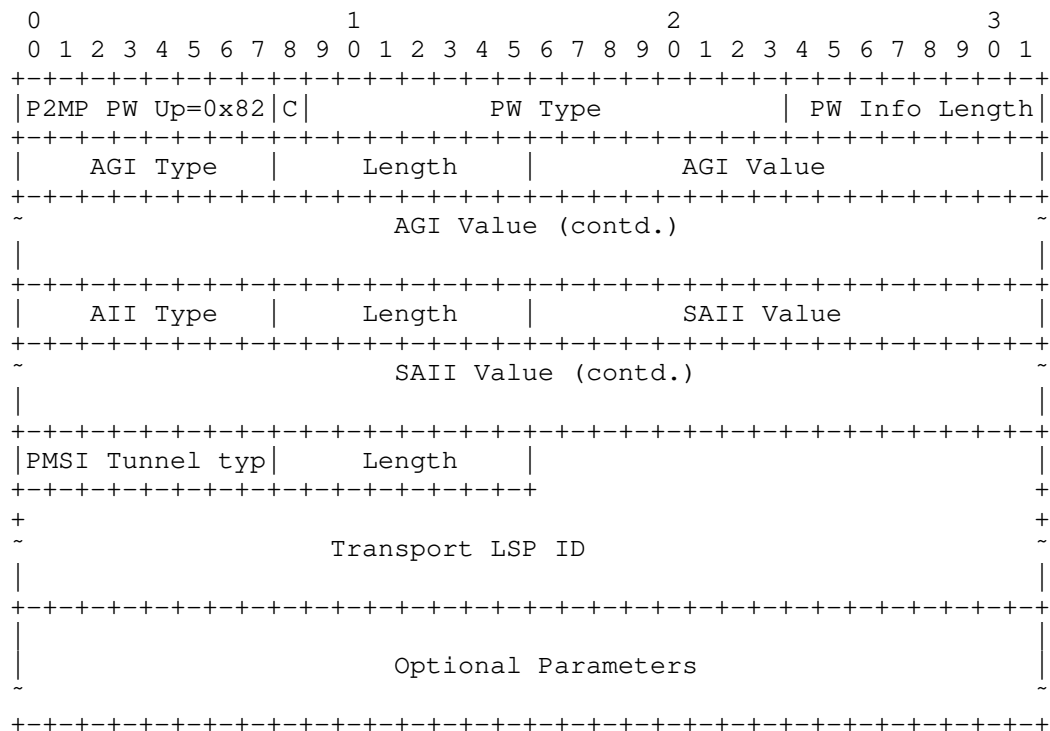 0                   1                   2                   3
0 1 2 3 4 5 6 7 8 9 0 1 2 3 4 5 6 7 8 9 0 1 2 3 4 5 6 7 8 9 0 1
+-+-+-+-+-+-+-+-+-+-+-+-+-+-+-+-+-+-+-+-+-+-+-+-+-+-+-+-+-+-+-+-+
|P2MP PW Up=0x82|C|           PW Type           | PW Info Length|
+-+-+-+-+-+-+-+-+-+-+-+-+-+-+-+-+-+-+-+-+-+-+-+-+-+-+-+-+-+-+-+-+
|    AGI Type   |     Length    |         AGI Value             |
+-+-+-+-+-+-+-+-+-+-+-+-+-+-+-+-+-+-+-+-+-+-+-+-+-+-+-+-+-+-+-+-+
~                       AGI Value (contd.)                      ~
|                                                               |
+-+-+-+-+-+-+-+-+-+-+-+-+-+-+-+-+-+-+-+-+-+-+-+-+-+-+-+-+-+-+-+-+
|    AII Type   |     Length    |         SAII Value            |
+-+-+-+-+-+-+-+-+-+-+-+-+-+-+-+-+-+-+-+-+-+-+-+-+-+-+-+-+-+-+-+-+
~                       SAII Value (contd.)                     ~
|                                                               |
+-+-+-+-+-+-+-+-+-+-+-+-+-+-+-+-+-+-+-+-+-+-+-+-+-+-+-+-+-+-+-+-+
|PMSI Tunnel typ|     Length    |                               |
+-+-+-+-+-+-+-+-+-+-+-+-+-+-+-+-+                               +
+                                                               +
~                   Transport LSP ID                            ~
|                                                               |
+-+-+-+-+-+-+-+-+-+-+-+-+-+-+-+-+-+-+-+-+-+-+-+-+-+-+-+-+-+-+-+-+
|                                                               |
|                       Optional Parameters                     |
~                                                               ~
+-+-+-+-+-+-+-+-+-+-+-+-+-+-+-+-+-+-+-+-+-+-+-+-+-+-+-+-+-+-+-+-+